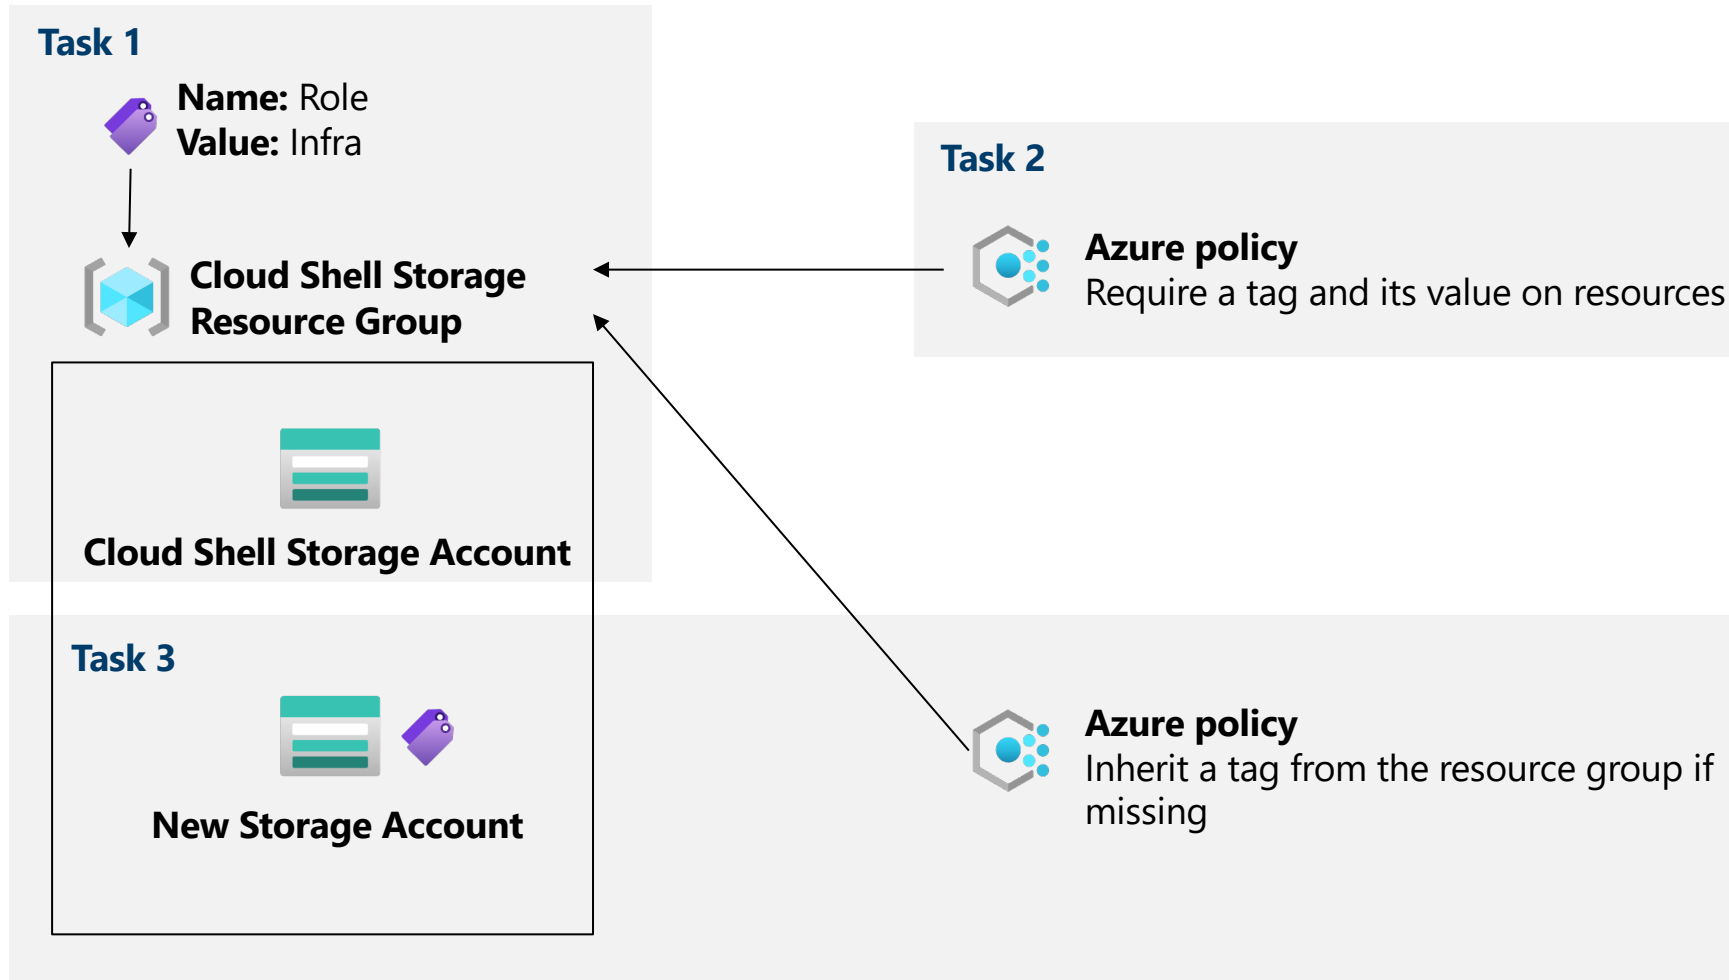 Task 1
Name: Role
Value: Infra
Cloud Shell Storage
Resource Group
Cloud Shell Storage Account
Task 2
Azure policy
Require a tag and its value on resources
Task 3
New Storage Account
Azure policy
Inherit a tag from the resource group if
missing